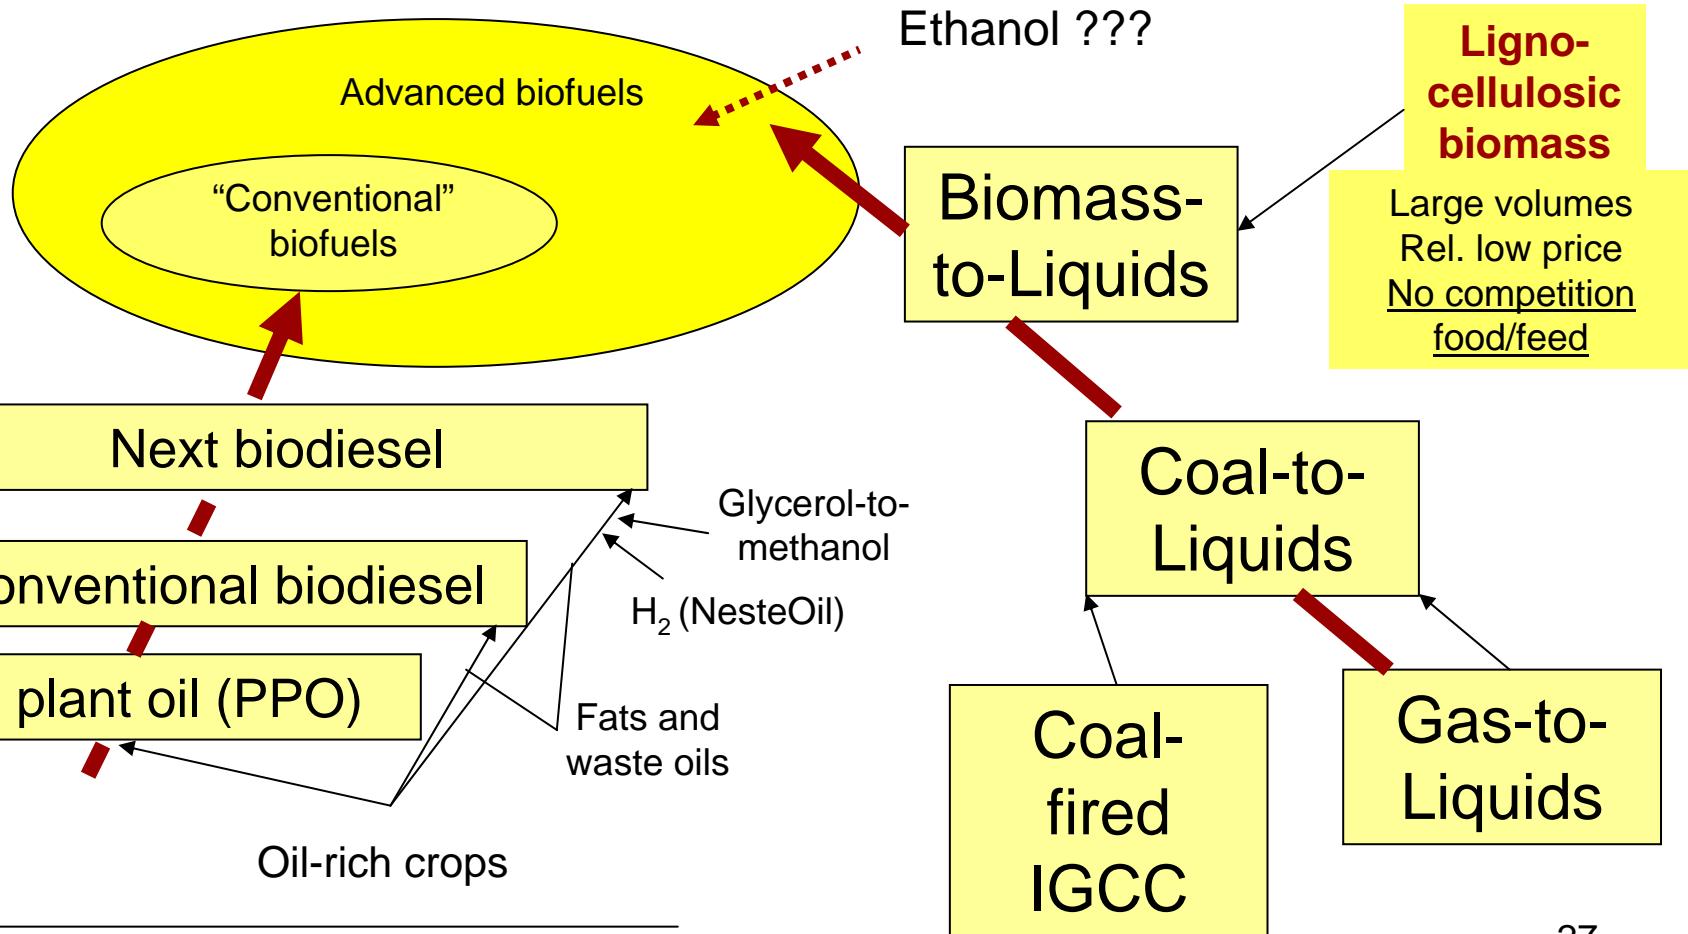 Ethanol ???
Ligno-
cellulosic
biomass
Advanced biofuels
“Conventional”
biofuels
Biomass-
to-Liquids
Large volumes
Rel. low price
No competition
food/feed
Next biodiesel
Glycerol-to-
methanol
Coal-to-
Liquids
onventional biodiesel
H2 (NesteOil)
plant oil (PPO)
Fats and
waste oils
Coal-
fired
IGCC
Gas-to-
Liquids
Oil-rich crops